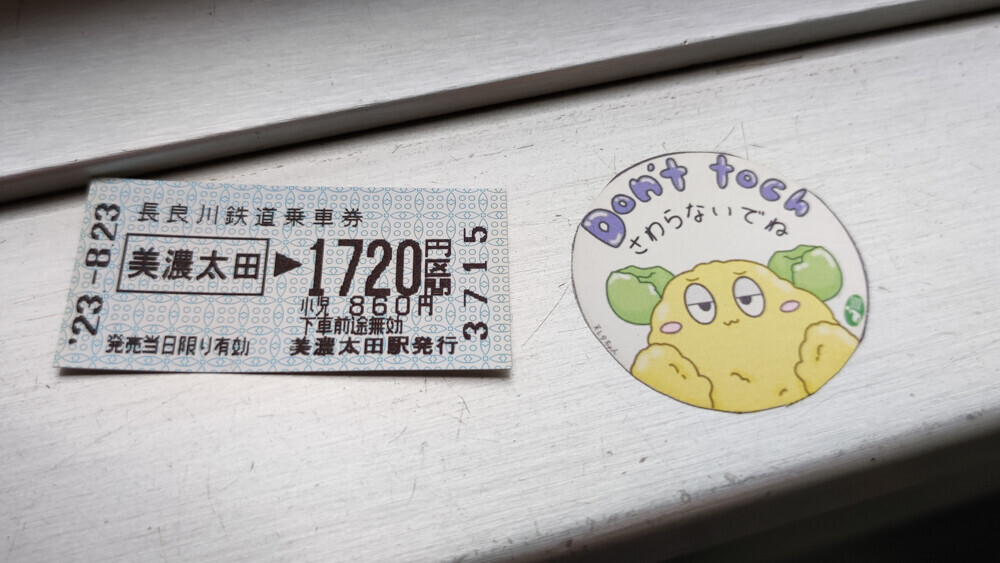 長良川鉄道乗車券
美濃太田▶1720円区間
小児 860円
下車前途無効
発売当日限り有効 美濃太田駅発行
'23-823
3715
Don't toch
さわらないでね